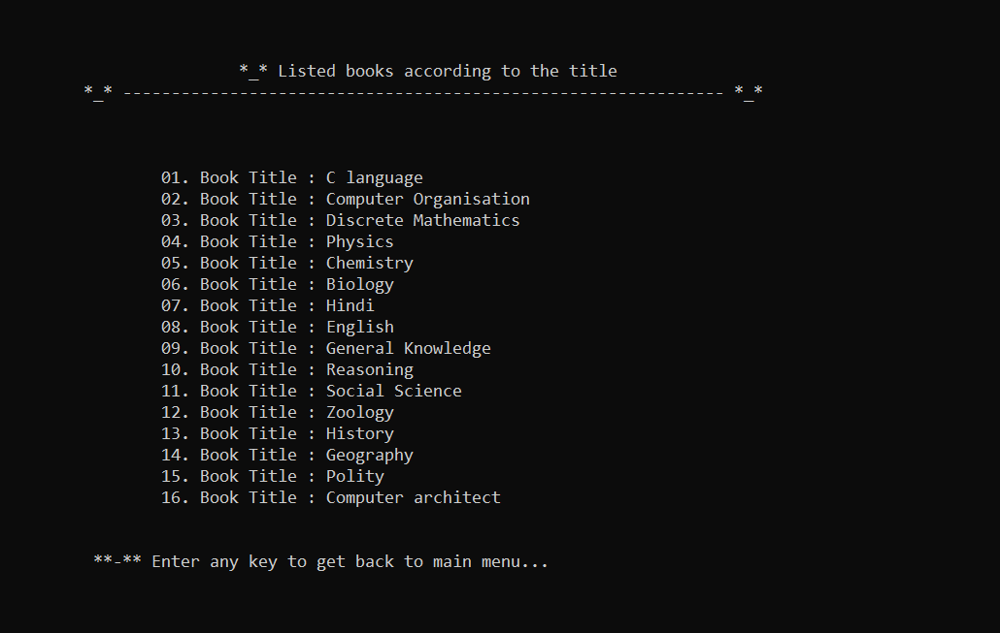 *_* Listed books according to the title
*_* -------------------------------------------------------------- *_*
01. Book Title : C language
02. Book Title : Computer Organisation
03. Book Title : Discrete Mathematics
04. Book Title : Physics
05. Book Title : Chemistry
06. Book Title : Biology
07. Book Title : Hindi
08. Book Title : English
09. Book Title : General Knowledge
10. Book Title : Reasoning
11. Book Title : Social Science
12. Book Title : Zoology
13. Book Title : History
14. Book Title : Geography
15. Book Title : Polity
16. Book Title : Computer architect
**-** Enter any key to get back to main menu...